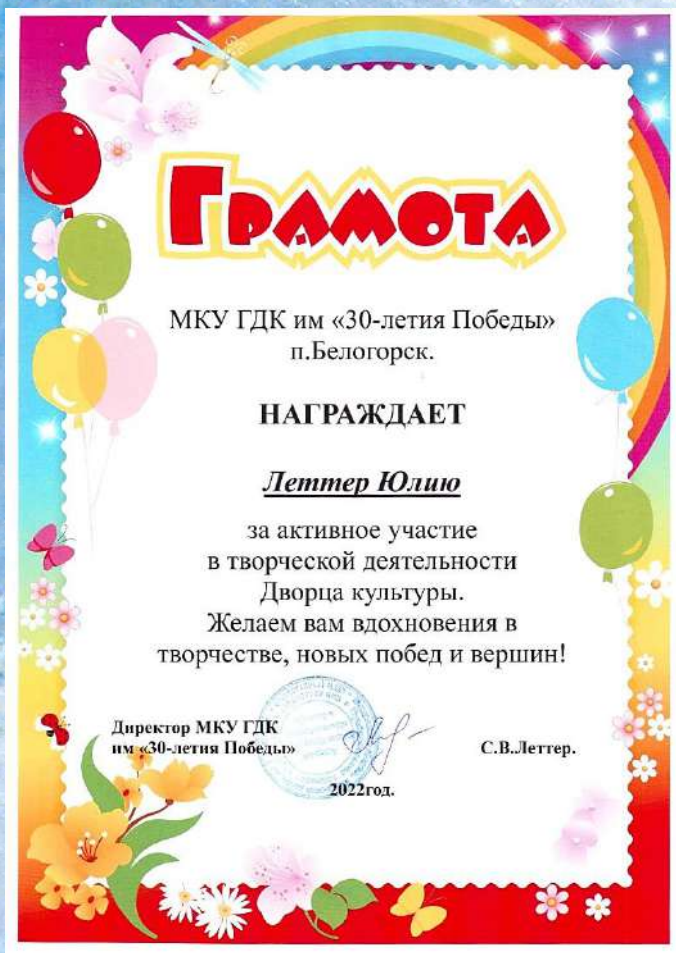 ГРАМОТА
МКУ ГДК им «30-летия Победы»
п.Белогорск.
НАГРАЖДАЕТ
Леттер Юлию
за активное участие
в творческой деятельности
Дворца культуры.
Желаем вам вдохновения в
творчестве, новых побед и вершин!
Директор МКУ ГДК
им «30-летия Победы»
С.В.Леттер.
2022год.